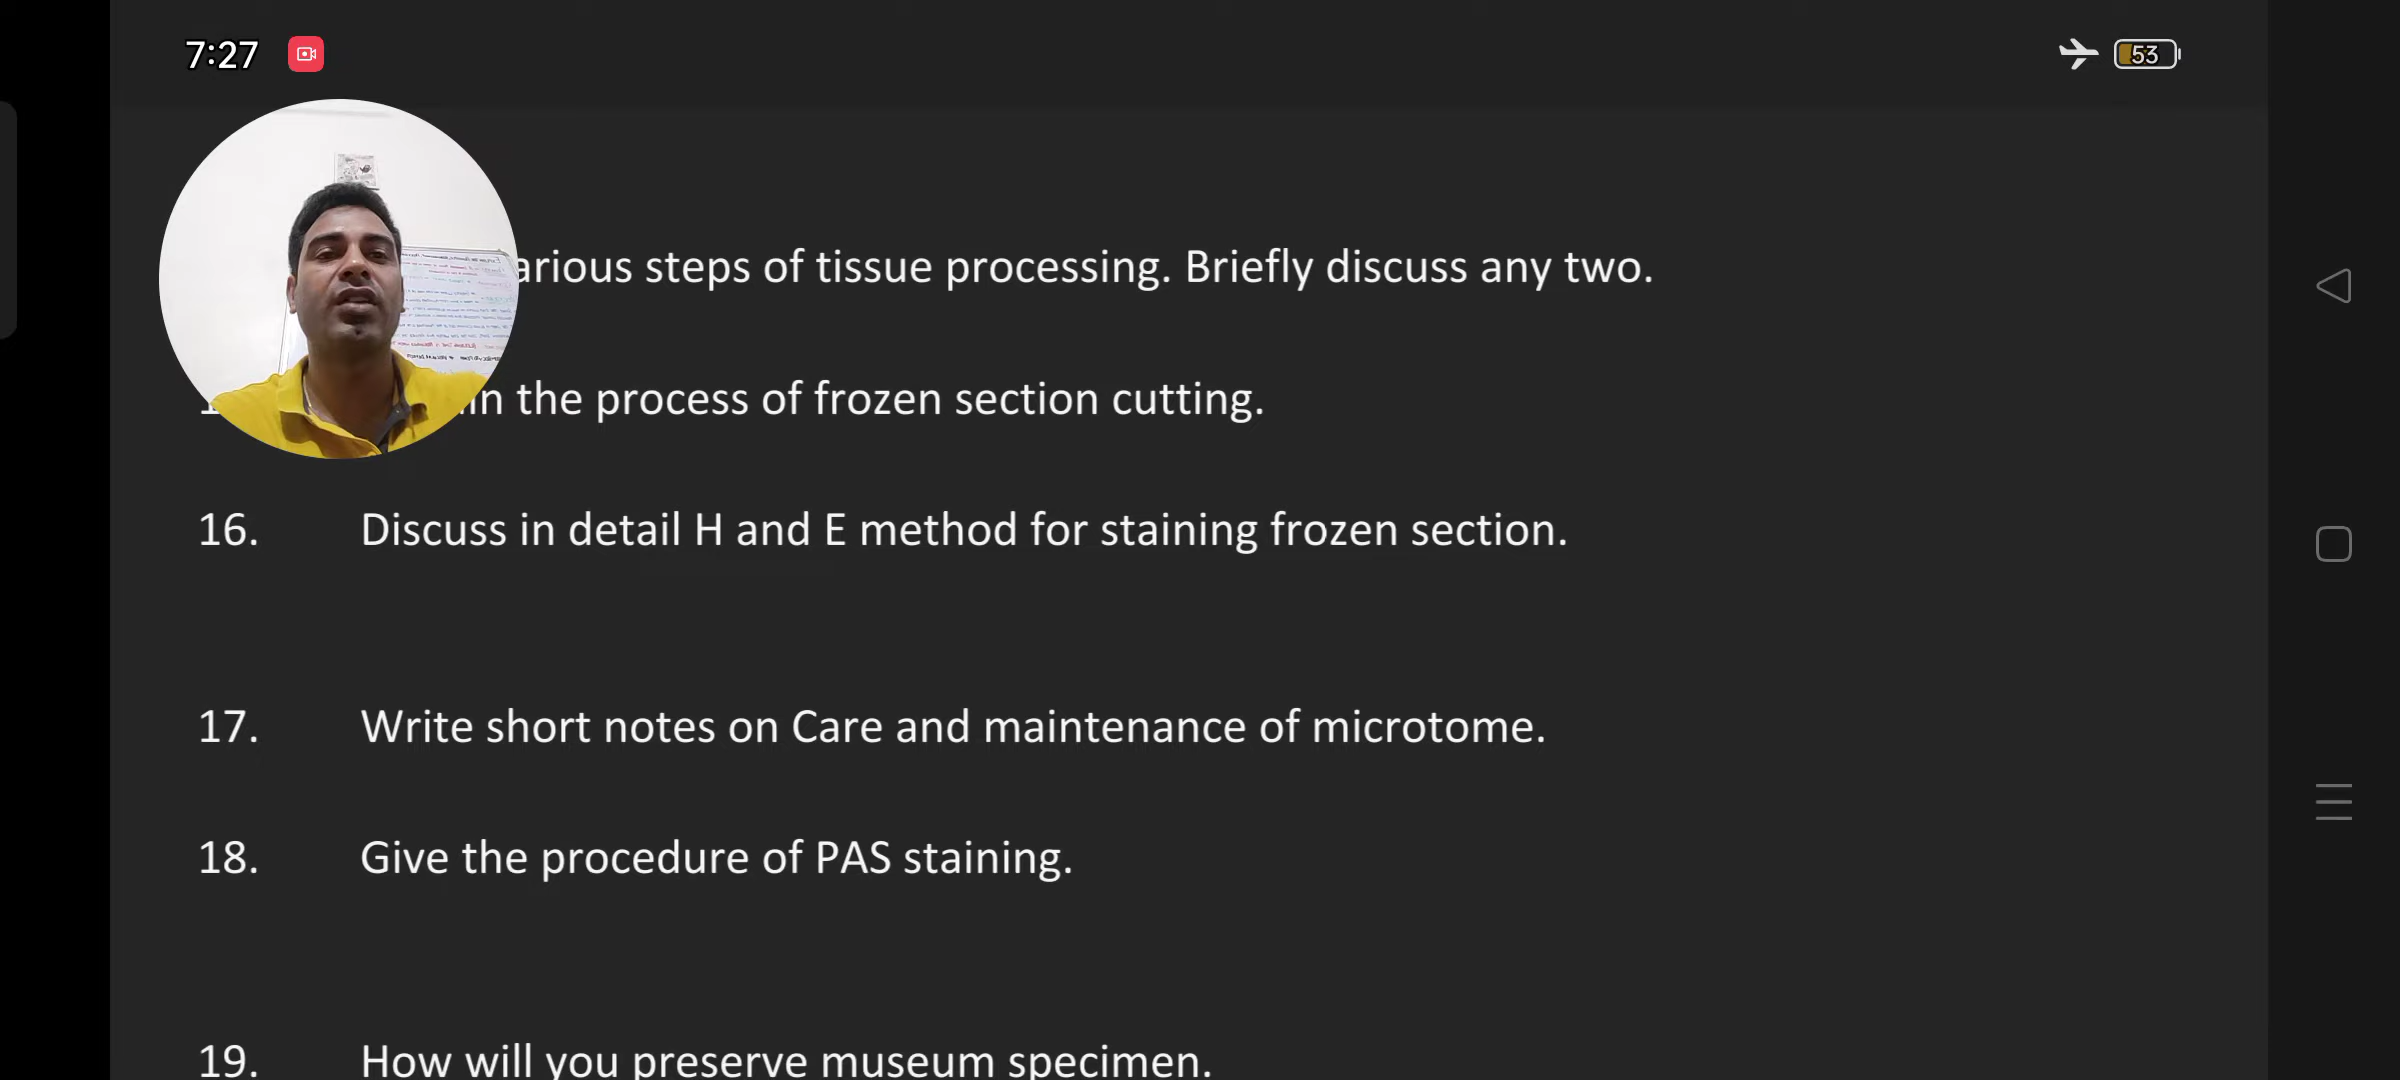 7:27
53
arious steps of tissue processing. Briefly discuss any two.
in the process of frozen section cutting.
16. Discuss in detail H and E method for staining frozen section.
17. Write short notes on Care and maintenance of microtome.
18. Give the procedure of PAS staining.
19. How will you preserve museum specimen.